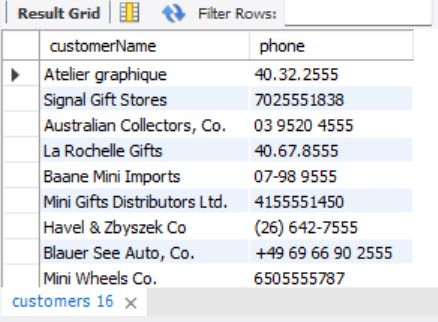 Result Grid Filter Rows:
customerName phone
Atelier graphique 40.32.2555
Signal Gift Stores 7025551838
Australian Collectors, Co. 03 9520 4555
La Rochelle Gifts 40.67.8555
Baane Mini Imports 07-98 9555
Mini Gifts Distributors Ltd. 4155551450
Havel & Zbyszek Co (26) 642-7555
Blauer See Auto, Co. +49 69 66 90 2555
Mini Wheels Co. 6505555787
customers 16